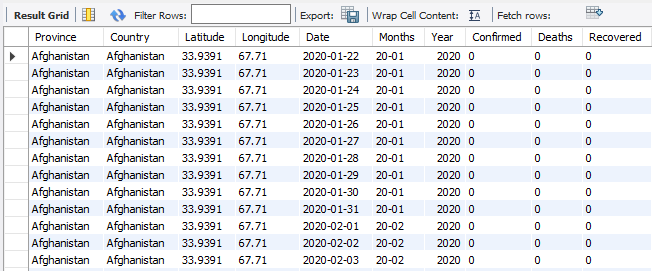 Result Grid Filter Rows: Export: Wrap Cell Content: Fetch rows:
Province Country Latitude Longitude Date Months Year Confirmed Deaths Recovered
Afghanistan Afghanistan 33.9391 67.71 2020-01-22 20-01 2020 0 0 0
Afghanistan Afghanistan 33.9391 67.71 2020-01-23 20-01 2020 0 0 0
Afghanistan Afghanistan 33.9391 67.71 2020-01-24 20-01 2020 0 0 0
Afghanistan Afghanistan 33.9391 67.71 2020-01-25 20-01 2020 0 0 0
Afghanistan Afghanistan 33.9391 67.71 2020-01-26 20-01 2020 0 0 0
Afghanistan Afghanistan 33.9391 67.71 2020-01-27 20-01 2020 0 0 0
Afghanistan Afghanistan 33.9391 67.71 2020-01-28 20-01 2020 0 0 0
Afghanistan Afghanistan 33.9391 67.71 2020-01-29 20-01 2020 0 0 0
Afghanistan Afghanistan 33.9391 67.71 2020-01-30 20-01 2020 0 0 0
Afghanistan Afghanistan 33.9391 67.71 2020-01-31 20-01 2020 0 0 0
Afghanistan Afghanistan 33.9391 67.71 2020-02-01 20-02 2020 0 0 0
Afghanistan Afghanistan 33.9391 67.71 2020-02-02 20-02 2020 0 0 0
Afghanistan Afghanistan 33.9391 67.71 2020-02-03 20-02 2020 0 0 0